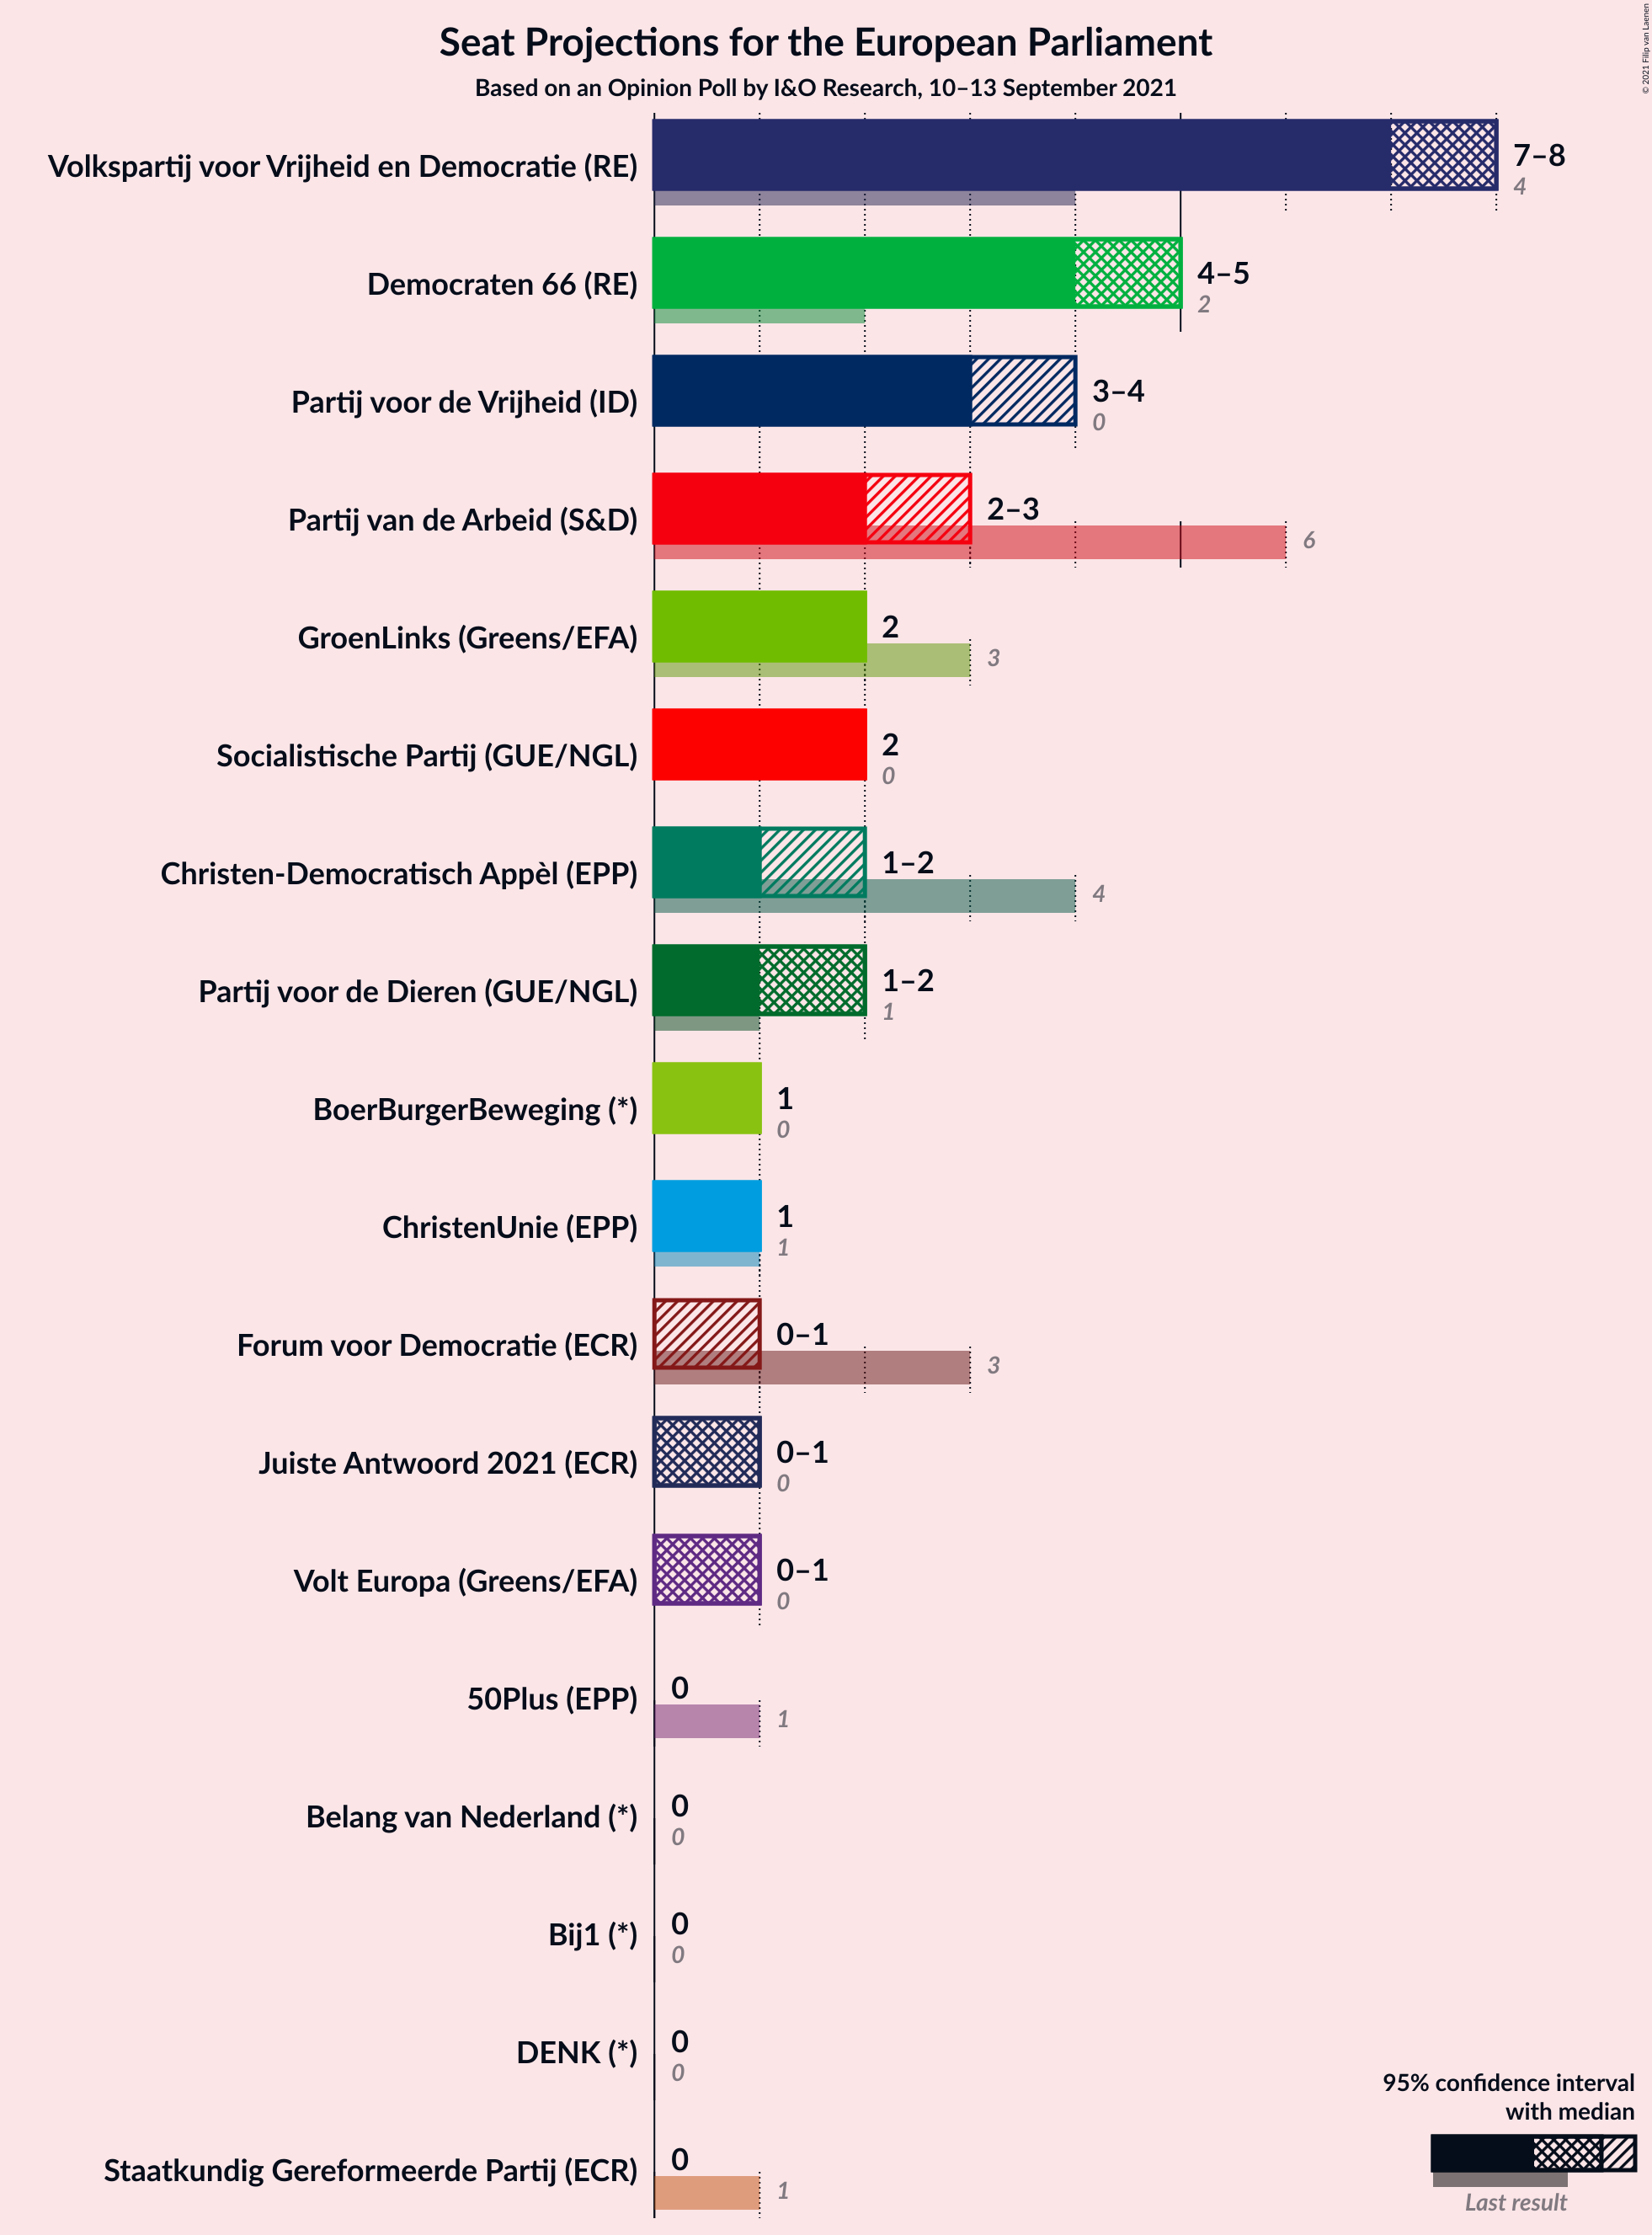 Seat Projections for the European Parliament
Based on an Opinion Poll by I&O Research, 10–13 September 2021
© 2021 Filip van Laenen
Volkspartij voor Vrijheid en Democratie (RE)
7–8
4
Democraten 66 (RE)
4–5
2
Partij voor de Vrijheid (ID)
3–4
0
Partij van de Arbeid (S&D)
2–3
6
GroenLinks (Greens/EFA)
2
3
Socialistische Partij (GUE/NGL)
2
0
Christen-Democratisch Appèl (EPP)
1–2
4
Partij voor de Dieren (GUE/NGL)
1–2
1
BoerBurgerBeweging (*)
1
0
ChristenUnie (EPP)
1
1
Forum voor Democratie (ECR)
0–1
3
Juiste Antwoord 2021 (ECR)
0–1
0
Volt Europa (Greens/EFA)
0–1
0
50Plus (EPP)
0
1
Belang van Nederland (*)
0
0
Bij1 (*)
0
0
DENK (*)
0
0
Staatkundig Gereformeerde Partij (ECR)
0
1
95% confidence interval
with median
Last result